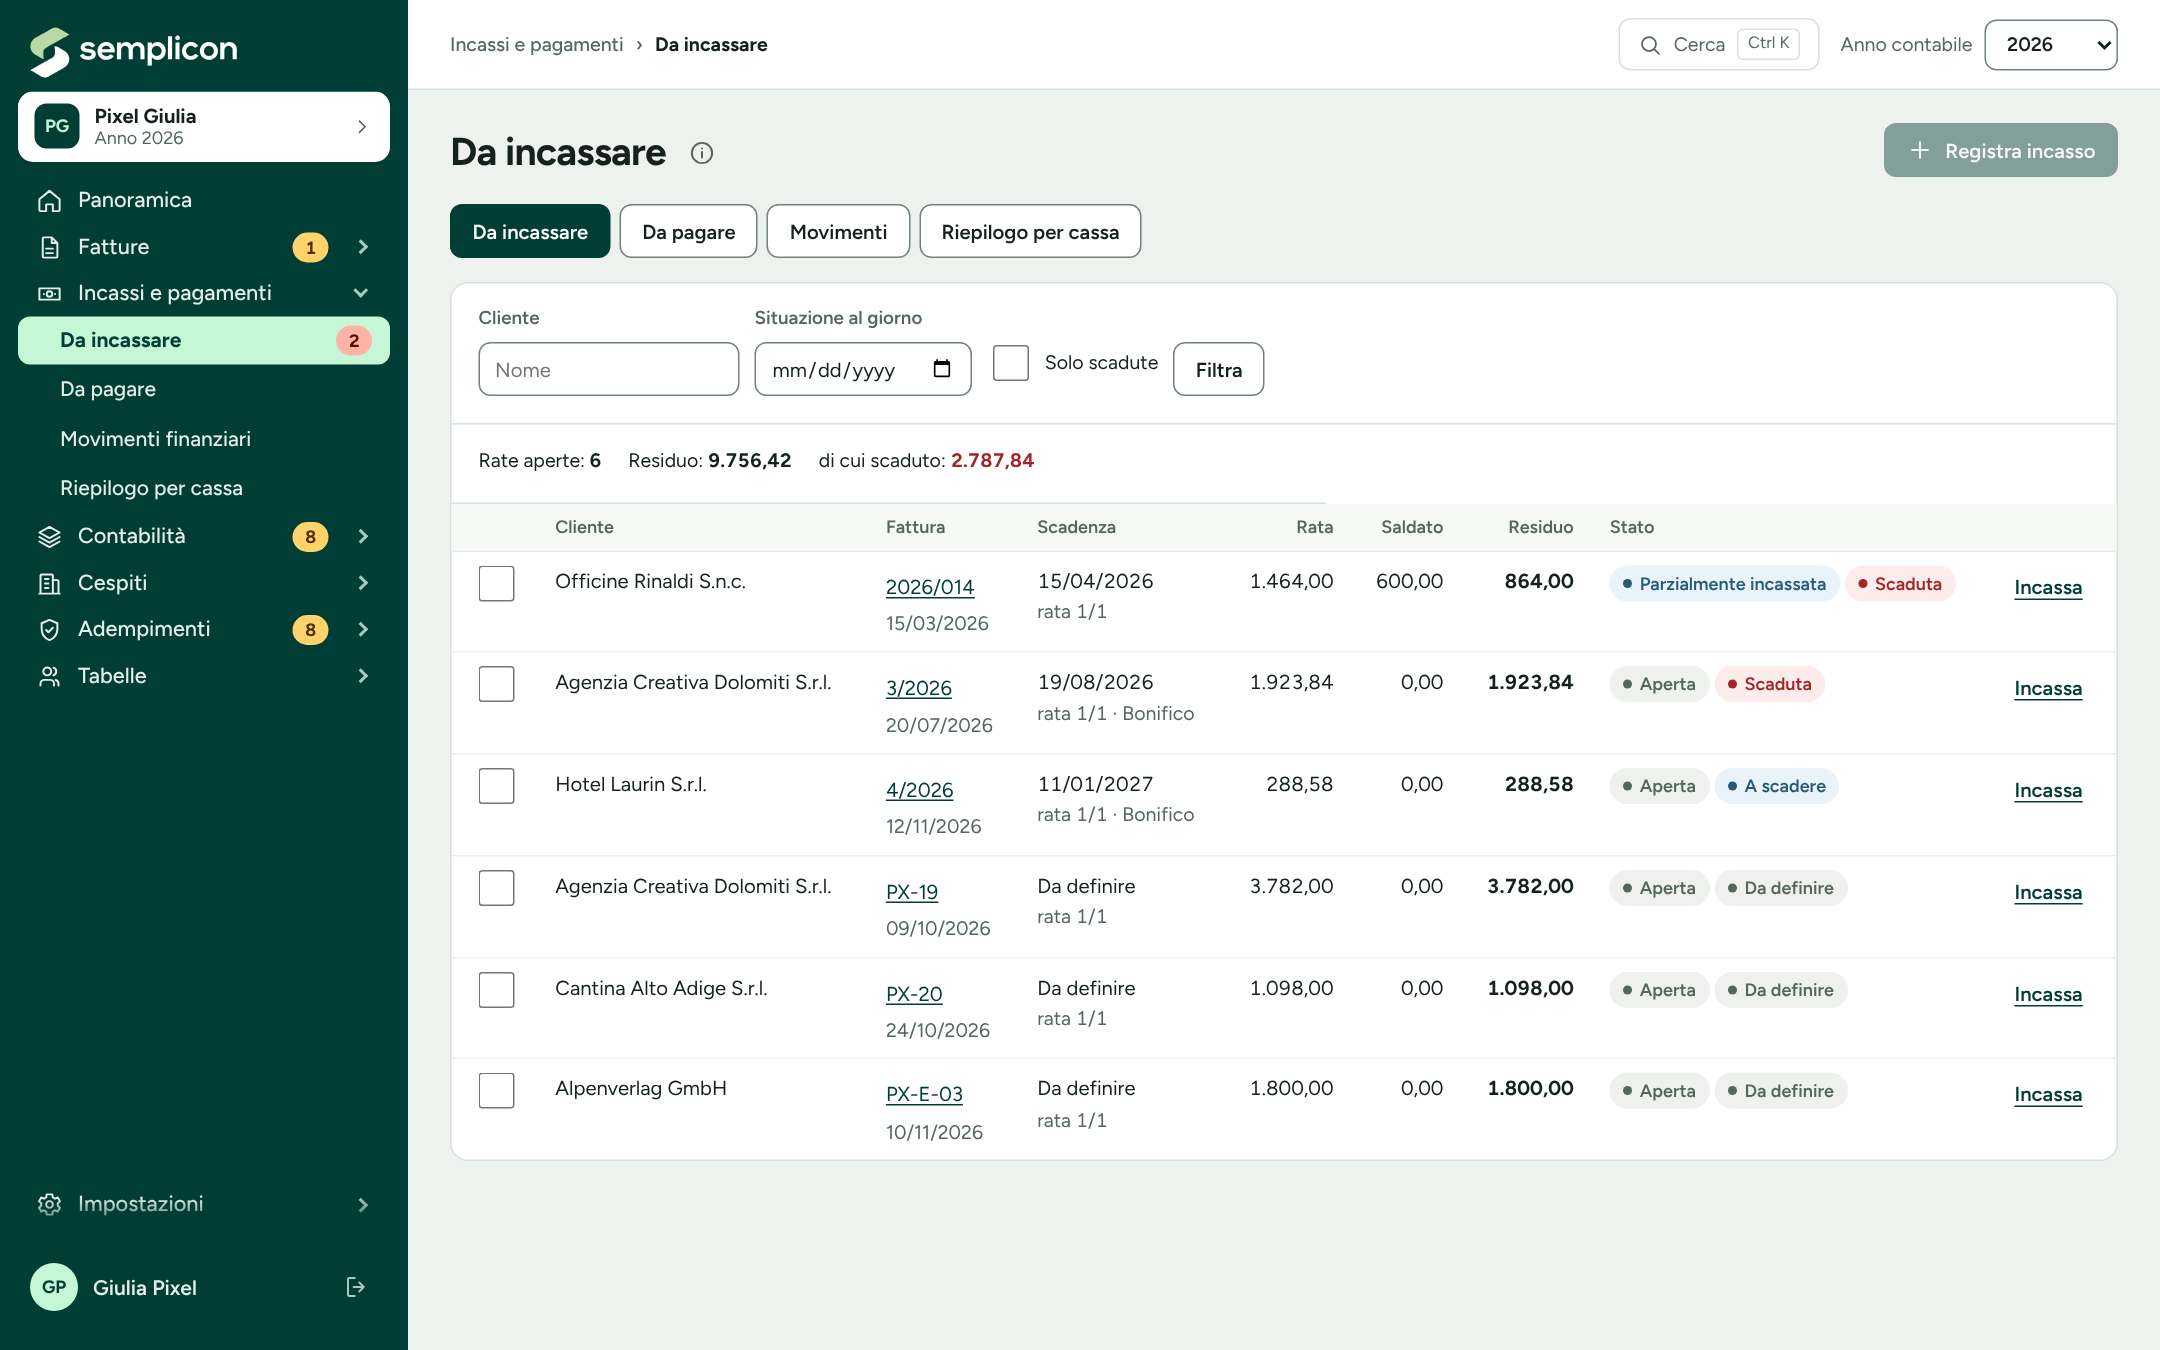 semplicon
Incassi e pagamenti › Da incassare
Cerca Ctrl K Anno contabile 2026
PG Pixel Giulia
Anno 2026
Panoramica
Fatture 1
Incassi e pagamenti
Da incassare 2
Da pagare
Movimenti finanziari
Riepilogo per cassa
Contabilità 8
Cespiti
Adempimenti 8
Tabelle
Impostazioni
GP Giulia Pixel
Da incassare
+ Registra incasso
Da incassare Da pagare Movimenti Riepilogo per cassa
Cliente Situazione al giorno
Nome mm/dd/yyyy Solo scadute Filtra
Rate aperte: 6 Residuo: 9.756,42 di cui scaduto: 2.787,84
Cliente Fattura Scadenza Rata Saldato Residuo Stato
Officine Rinaldi S.n.c. 2026/014 15/04/2026 1.464,00 600,00 864,00 Parzialmente incassata Scaduta Incassa
15/03/2026 rata 1/1
Agenzia Creativa Dolomiti S.r.l. 3/2026 19/08/2026 1.923,84 0,00 1.923,84 Aperta Scaduta Incassa
20/07/2026 rata 1/1 · Bonifico
Hotel Laurin S.r.l. 4/2026 11/01/2027 288,58 0,00 288,58 Aperta A scadere Incassa
12/11/2026 rata 1/1 · Bonifico
Agenzia Creativa Dolomiti S.r.l. PX-19 Da definire 3.782,00 0,00 3.782,00 Aperta Da definire Incassa
09/10/2026 rata 1/1
Cantina Alto Adige S.r.l. PX-20 Da definire 1.098,00 0,00 1.098,00 Aperta Da definire Incassa
24/10/2026 rata 1/1
Alpenverlag GmbH PX-E-03 Da definire 1.800,00 0,00 1.800,00 Aperta Da definire Incassa
10/11/2026 rata 1/1